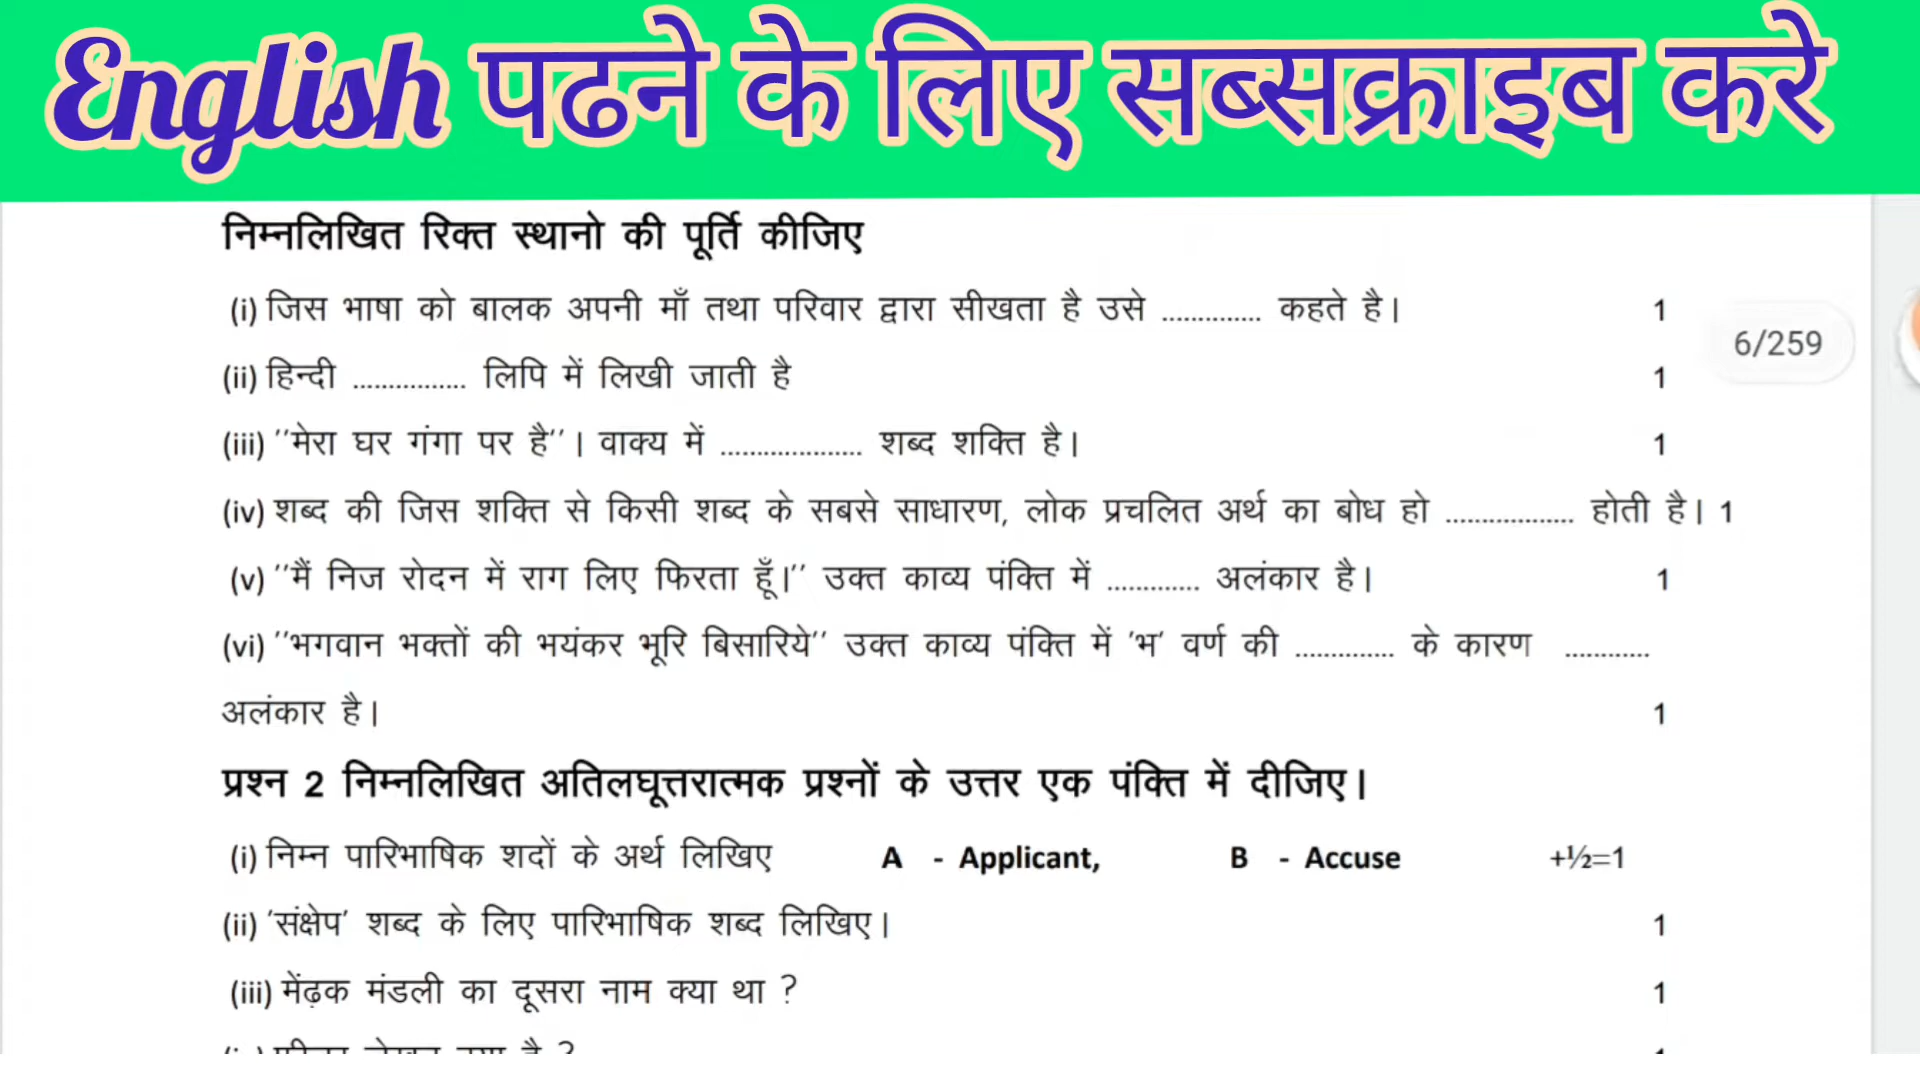 English पढने के लिए सब्सक्राइब करे
निम्नलिखित रिक्त स्थानो की पूर्ति कीजिए
(i) जिस भाषा को बालक अपनी माँ तथा परिवार द्वारा सीखता है उसे .............. कहते है। 1
6/259
(ii) हिन्दी ................ लिपि में लिखी जाती है 1
(iii) ''मेरा घर गंगा पर है''। वाक्य में .................... शब्द शक्ति है। 1
(iv) शब्द की जिस शक्ति से किसी शब्द के सबसे साधारण, लोक प्रचलित अर्थ का बोध हो .................. होती है। 1
(v) ''मैं निज रोदन में राग लिए फिरता हूँ।'' उक्त काव्य पंक्ति में ............. अलंकार है। 1
(vi) ''भगवान भक्तों की भयंकर भूरि बिसारिये'' उक्त काव्य पंक्ति में 'भ' वर्ण की .............. के कारण ............
अलंकार है। 1
प्रश्न 2 निम्नलिखित अतिलघूत्तरात्मक प्रश्नों के उत्तर एक पंक्ति में दीजिए।
(i) निम्न पारिभाषिक शदों के अर्थ लिखिए A - Applicant, B - Accuse +½=1
(ii) 'संक्षेप' शब्द के लिए पारिभाषिक शब्द लिखिए। 1
(iii) मेंढ़क मंडली का दूसरा नाम क्या था ? 1